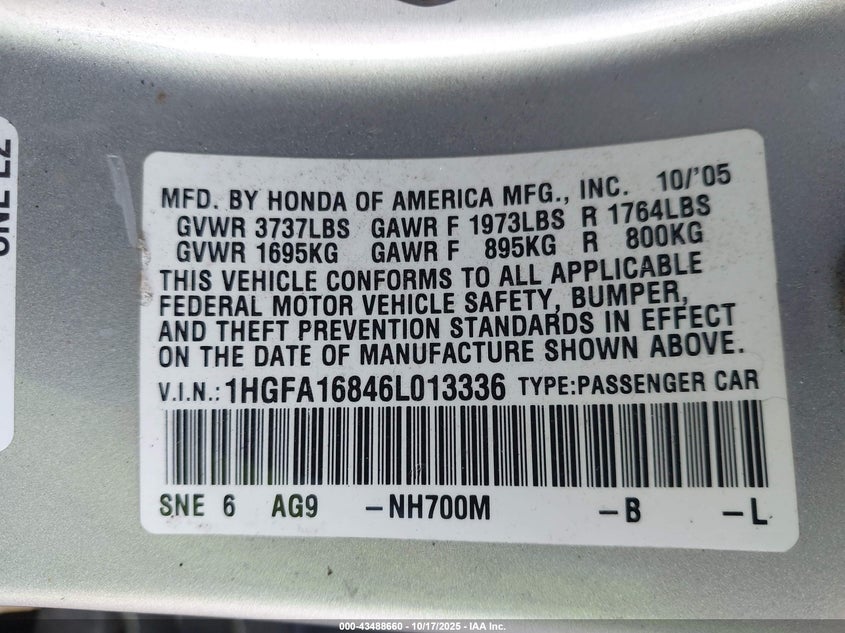 ONE LZ
MFD. BY HONDA OF AMERICA MFG., INC. 10/'05
GVWR 3737LBS GAWR F 1973LBS R 1764LBS
GVWR 1695KG GAWR F 895KG R 800KG
THIS VEHICLE CONFORMS TO ALL APPLICABLE
FEDERAL MOTOR VEHICLE SAFETY, BUMPER,
AND THEFT PREVENTION STANDARDS IN EFFECT
ON THE DATE OF MANUFACTURE SHOWN ABOVE.
V.I.N.: 1HGFA16846L013336 TYPE:PASSENGER CAR
SNE 6 AG9 -NH700M -B -L
000-43488660 - 10/17/2025 - IAA Inc.